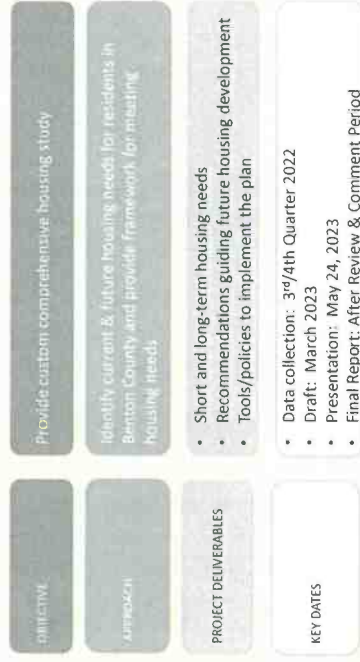 OBJECTIVE
Provide custom comprehensive housing study
APPROACH
Identify current & future housing needs for residents in
Benton County and provide framework for meeting
housing needs
PROJECT DELIVERABLES
• Short and long-term housing needs
• Recommendations guiding future housing development
• Tools/policies to implement the plan
KEY DATES
• Data collection: 3rd/4th Quarter 2022
• Draft: March 2023
• Presentation: May 24, 2023
• Final Report: After Review & Comment Period